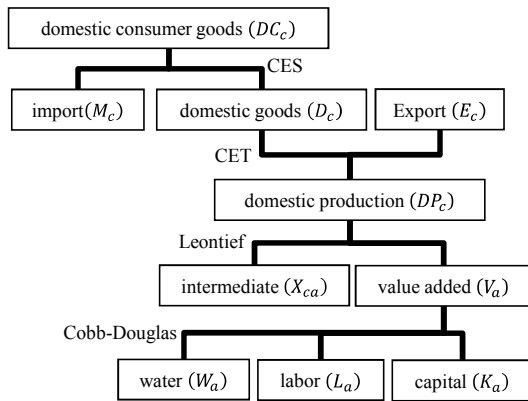 domestic consumer goods (DC_c)
CES
import(M_c)
domestic goods (D_c)
Export (E_c)
CET
domestic production (DP_c)
Leontief
intermediate (X_ca)
value added (V_a)
Cobb-Douglas
water (W_a)
labor (L_a)
capital (K_a)